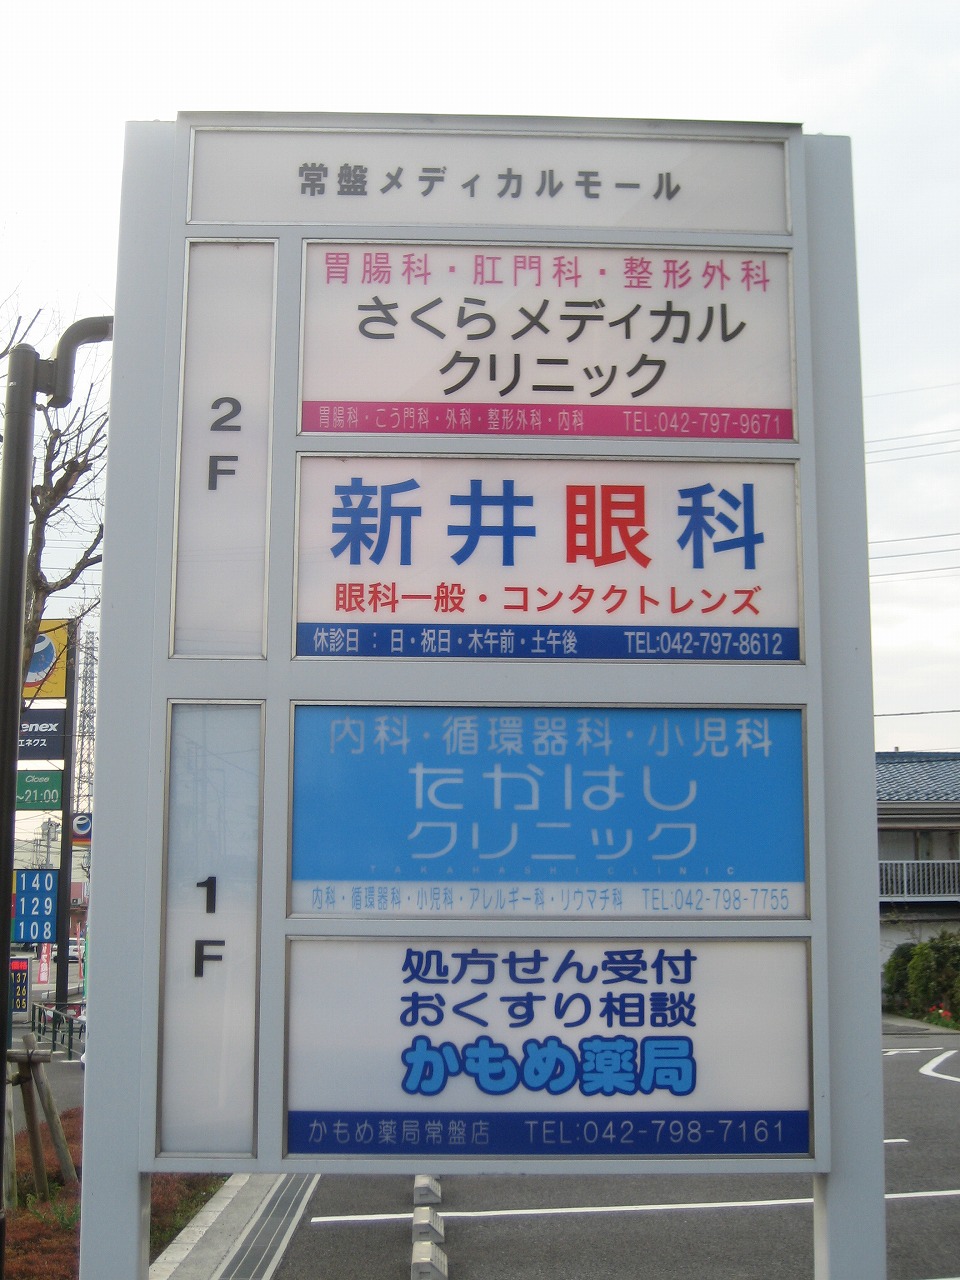 常盤メディカルモール
2F
胃腸科・肛門科・整形外科
さくらメディカル
クリニック
胃腸科・こう門科・外科・整形外科・内科 TEL:042-797-9671
新井眼科
眼科一般・コンタクトレンズ
休診日：日・祝日・木午前・土午後 TEL:042-797-8612
1F
内科・循環器科・小児科
たかはし
クリニック
TAKAHASHI CLINIC
内科・循環器科・小児科・アレルギー科・リウマチ科 TEL:042-798-7755
処方せん受付
おくすり相談
かもめ薬局
かもめ薬局常盤店 TEL:042-798-7161
enex
エネクス
Close
~21:00
140
129
108